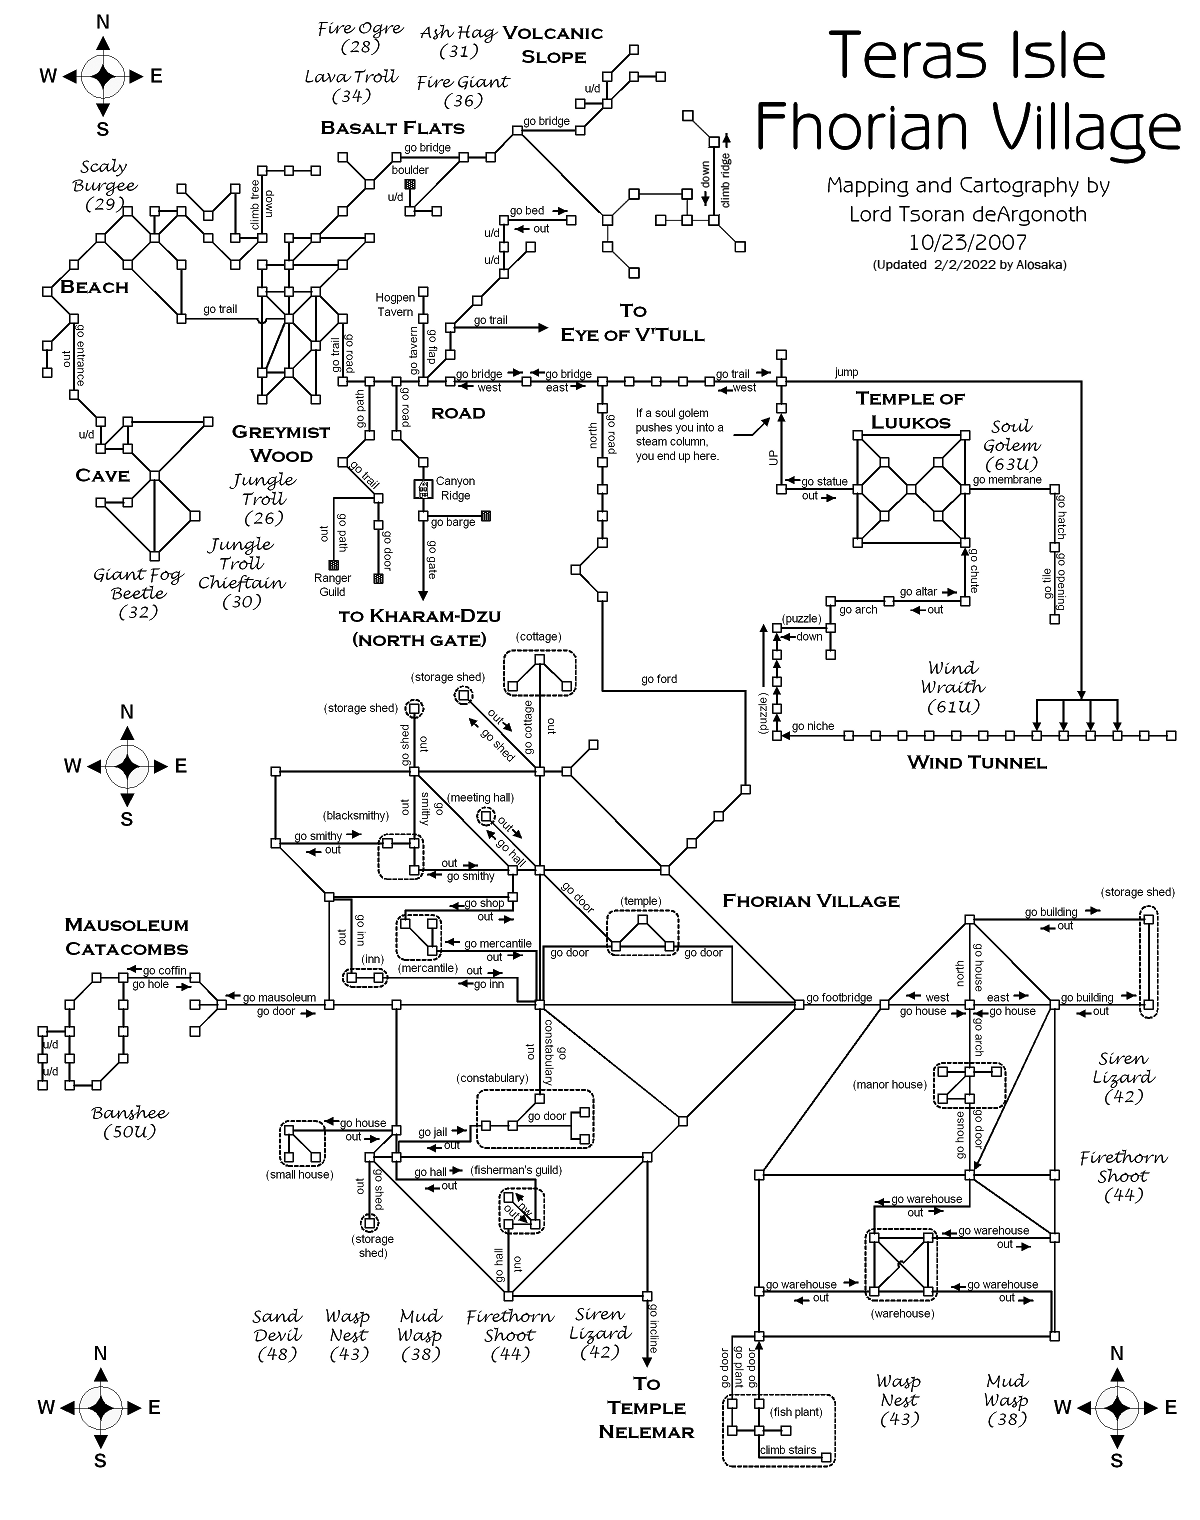 Teras Isle
Fhorian Village
Mapping and Cartography by
Lord Tsoran deArgonoth
10/23/2007
(Updated 2/2/2022 by Alosaka)
N
W
E
S
Fire Ogre
(28)
Ash Hag
(31)
Volcanic
Slope
Lava Troll
(34)
Fire Giant
(36)
u/d
Basalt Flats
go bridge
go bridge
boulder
u/d
down
climb ridge
Scaly
Burgee
(29)
climb tree
down
go bed
out
u/d
u/d
Beach
go trail
Hogpen
Tavern
To
Eye of V'Tull
go trail
go entrance
out
go trail
go road
go tavern
go flap
go bridge
west
go bridge
east
go trail
west
jump
go path
go road
Road
north
go road
If a soul golem
pushes you into a
steam column,
you end up here.
UP
Temple of
Luukos
Soul
Golem
(63U)
go membrane
go statue
out
go hatch
go opening
go tile
go chute
go altar
out
go arch
(puzzle)
down
(puzzle)
go niche
Wind
Wraith
(61U)
Wind Tunnel
u/d
Cave
Greymist
Wood
Jungle
Troll
(26)
Jungle
Troll
Chieftain
(30)
Giant Fog
Beetle
(32)
go trail
out
go path
go door
Ranger
Guild
Canyon
Ridge
go barge
go gate
to Kharam-Dzu
(north gate)
go ford
N
W
E
S
(cottage)
(storage shed)
(storage shed)
go shed
out
out
go shed
go cottage
out
(blacksmithy)
out
go
smithy
(meeting hall)
out
go hall
go smithy
out
out
go smithy
go shop
out
go door
(temple)
Fhorian Village
(storage shed)
go building
out
go inn
out
(inn)
(mercantile)
go mercantile
out
out
go inn
go door
go door
Mausoleum
Catacombs
go coffin
go hole
go mausoleum
go door
u/d
u/d
Banshee
(50U)
go footbridge
west
go house
north
go house
east
go house
go building
out
go arch
(manor house)
go house
go door
Siren
Lizard
(42)
Firethorn
Shoot
(44)
out
go
constabulary
(constabulary)
go door
go jail
out
go house
out
(small house)
go hall
out
(fisherman's guild)
out
go shed
(storage
shed)
nw
out
go hall
out
go warehouse
out
go warehouse
out
go warehouse
out
go warehouse
out
(warehouse)
Sand
Devil
(48)
Wasp
Nest
(43)
Mud
Wasp
(38)
Firethorn
Shoot
(44)
Siren
Lizard
(42)
go incline
To
Temple
Nelemar
go door
go plant
go door
(fish plant)
climb stairs
Wasp
Nest
(43)
Mud
Wasp
(38)
N
W
E
S
N
W
E
S